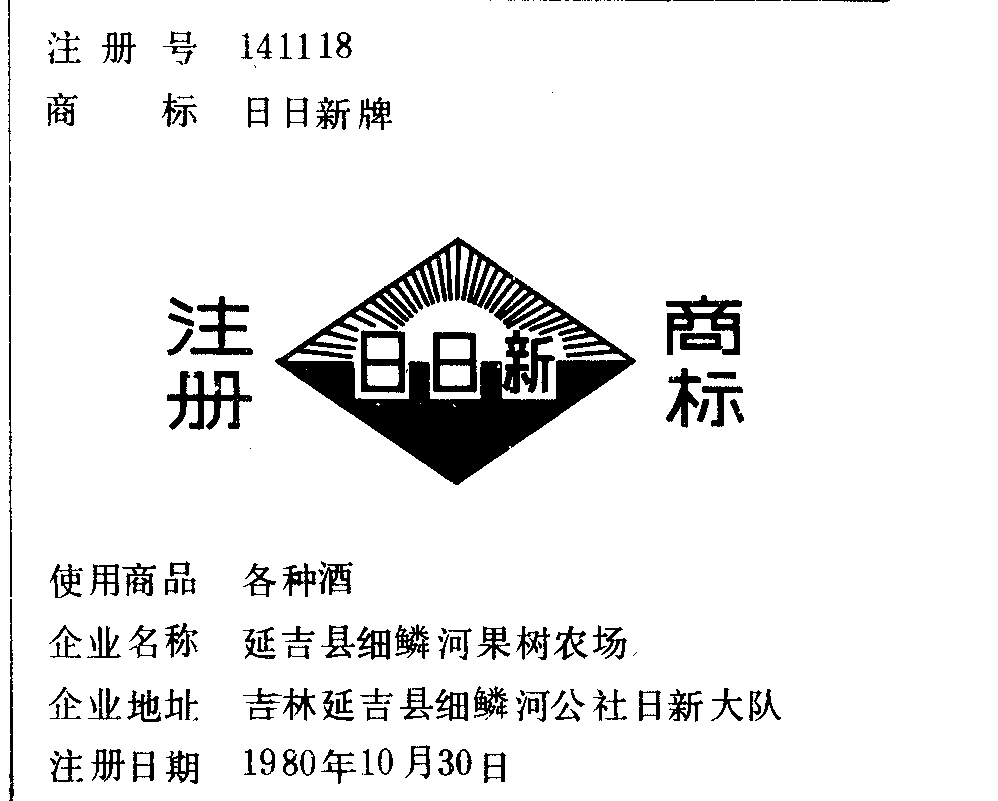 注册号 141118
商标 日日新牌
注册
日日新
商标
使用商品 各种酒
企业名称 延吉县细鳞河果树农场
企业地址 吉林延吉县细鳞河公社日新大队
注册日期 1980年10月30日